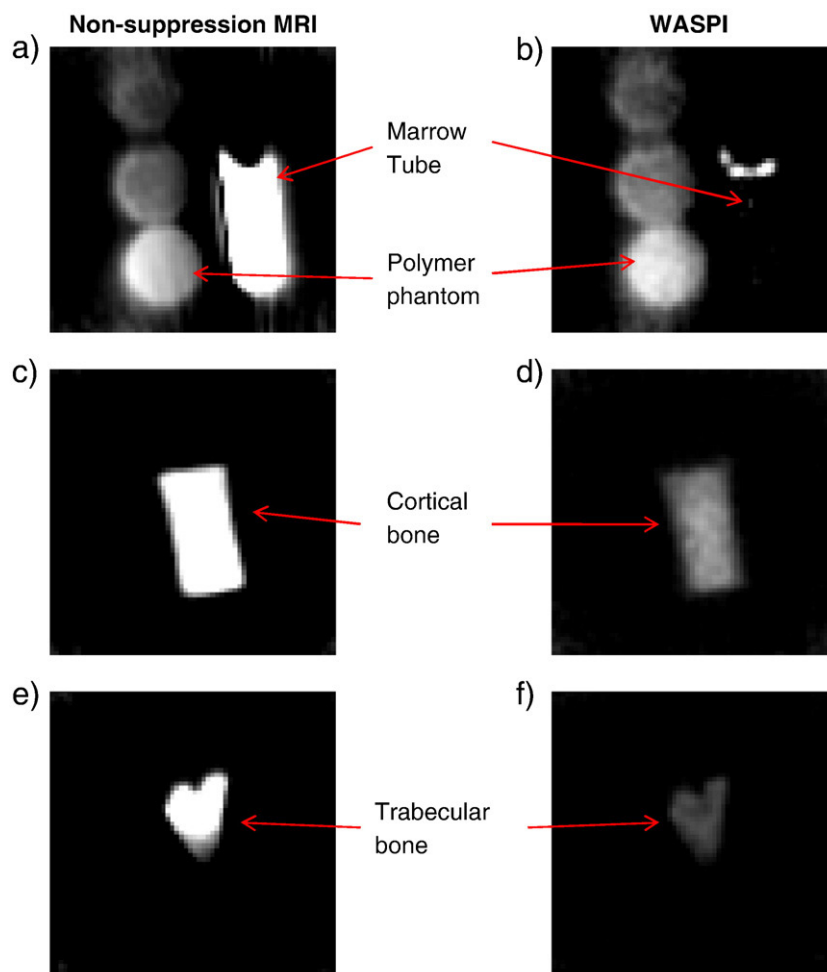 Non-suppression MRI
WASPI
a)
b)
Marrow
Tube
Polymer
phantom
c)
d)
Cortical
bone
e)
f)
Trabecular
bone